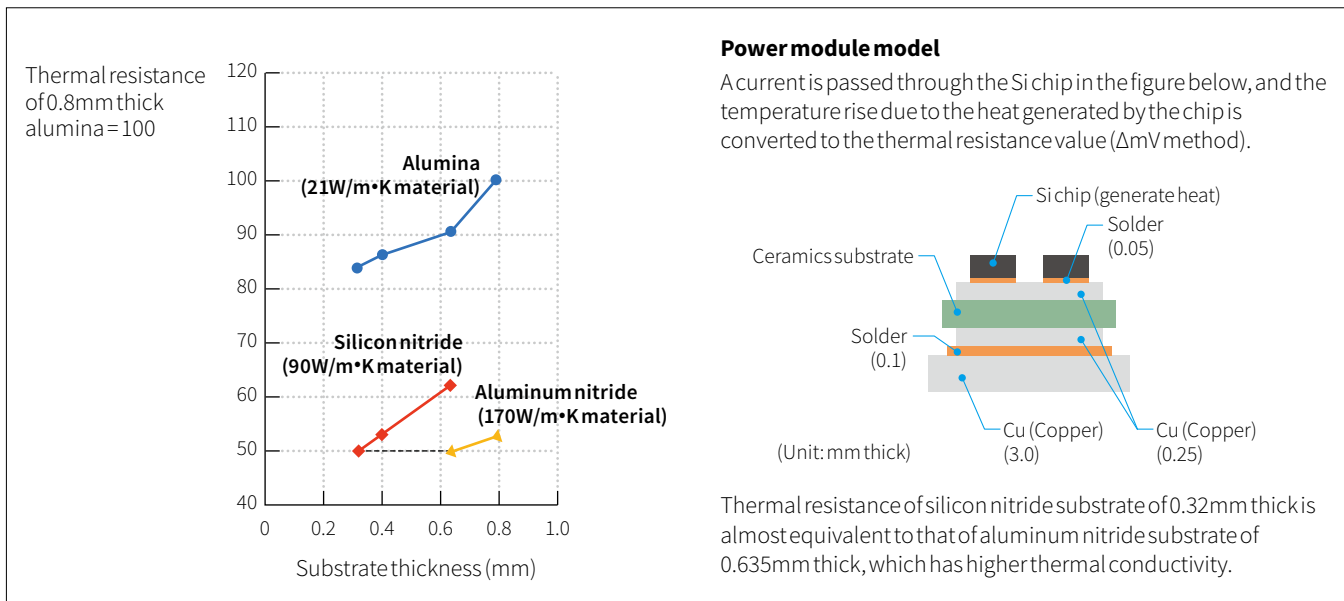 Thermal resistance
of 0.8mm thick
alumina = 100
120
110
100
90
80
70
60
50
40
0
0.2
0.4
0.6
0.8
1.0
Substrate thickness (mm)
Alumina
(21W/m•K material)
Silicon nitride
(90W/m•K material)
Aluminum nitride
(170W/m•K material)
Power module model
A current is passed through the Si chip in the figure below, and the
temperature rise due to the heat generated by the chip is
converted to the thermal resistance value (ΔmV method).
Si chip (generate heat)
Solder
(0.05)
Ceramics substrate
Solder
(0.1)
Cu (Copper)
(3.0)
Cu (Copper)
(0.25)
(Unit: mm thick)
Thermal resistance of silicon nitride substrate of 0.32mm thick is
almost equivalent to that of aluminum nitride substrate of
0.635mm thick, which has higher thermal conductivity.